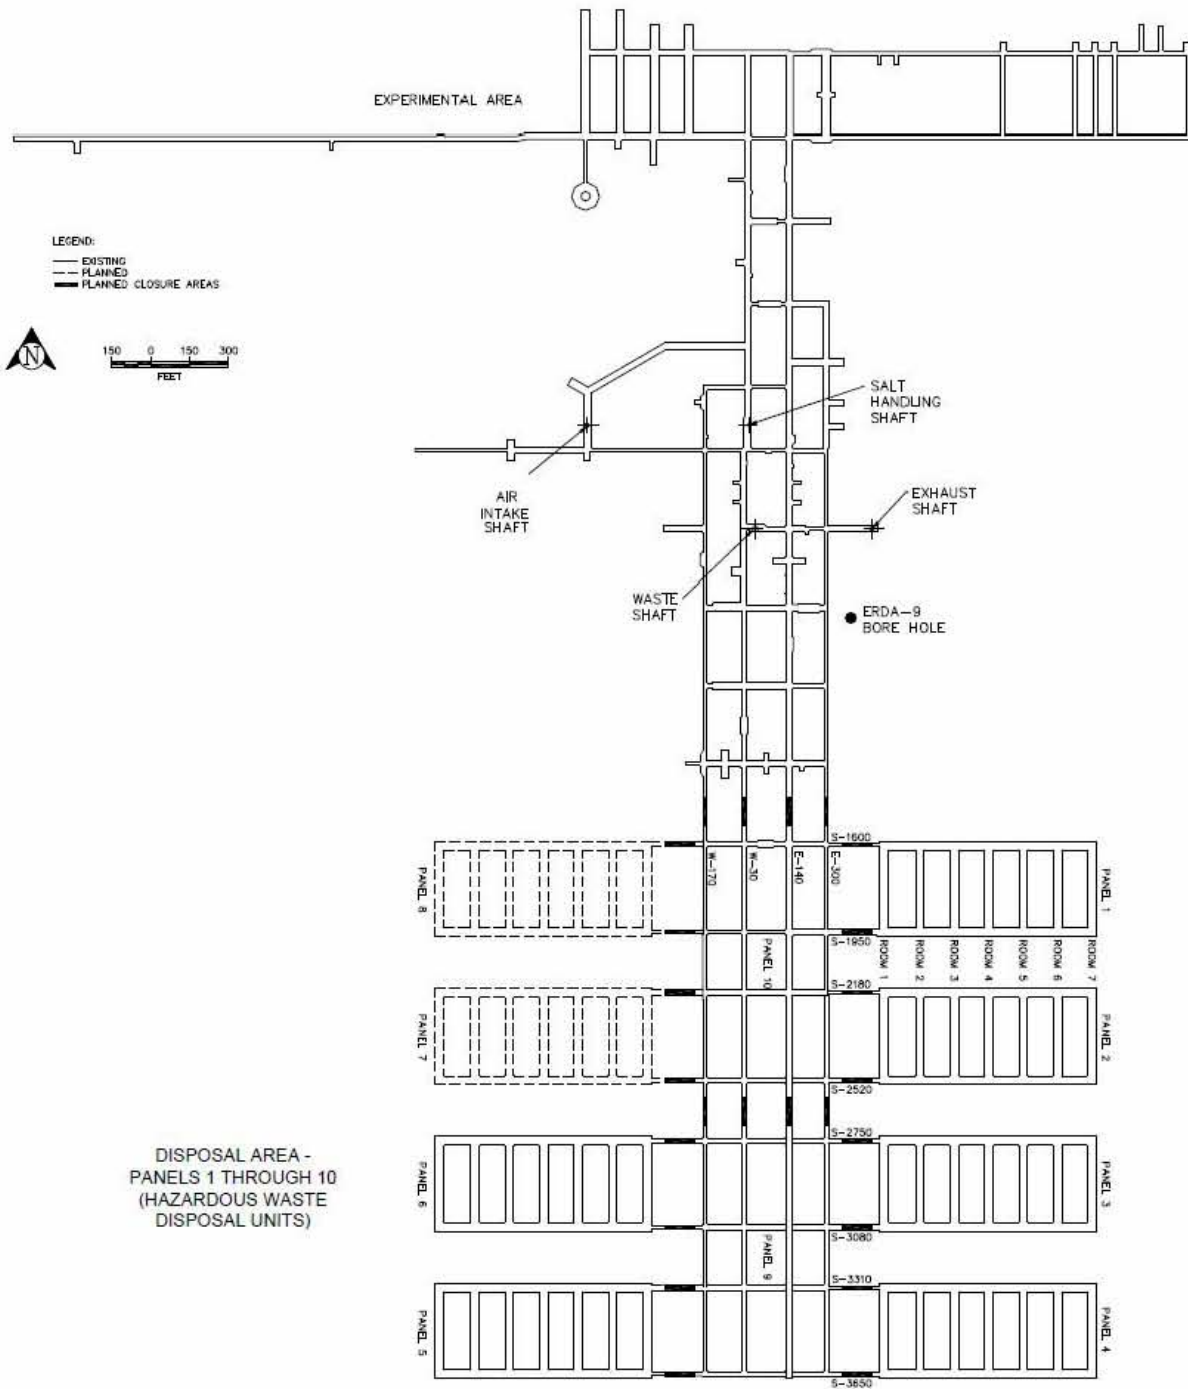 EXPERIMENTAL AREA
LEGEND:
EXISTING
PLANNED
PLANNED CLOSURE AREAS
N
150 0 150 300
FEET
SALT
HANDLING
SHAFT
AIR
INTAKE
SHAFT
EXHAUST
SHAFT
WASTE
SHAFT
ERDA-9
BORE HOLE
S-1600
W-170
W-30
E-140
E-300
PANEL 8
PANEL 1
S-1950
PANEL 10
ROOM 1
ROOM 2
ROOM 3
ROOM 4
ROOM 5
ROOM 6
ROOM 7
S-2180
PANEL 7
PANEL 2
S-2520
S-2750
DISPOSAL AREA -
PANELS 1 THROUGH 10
(HAZARDOUS WASTE
DISPOSAL UNITS)
PANEL 6
PANEL 3
S-3080
PANEL 9
S-3310
PANEL 5
PANEL 4
S-3650